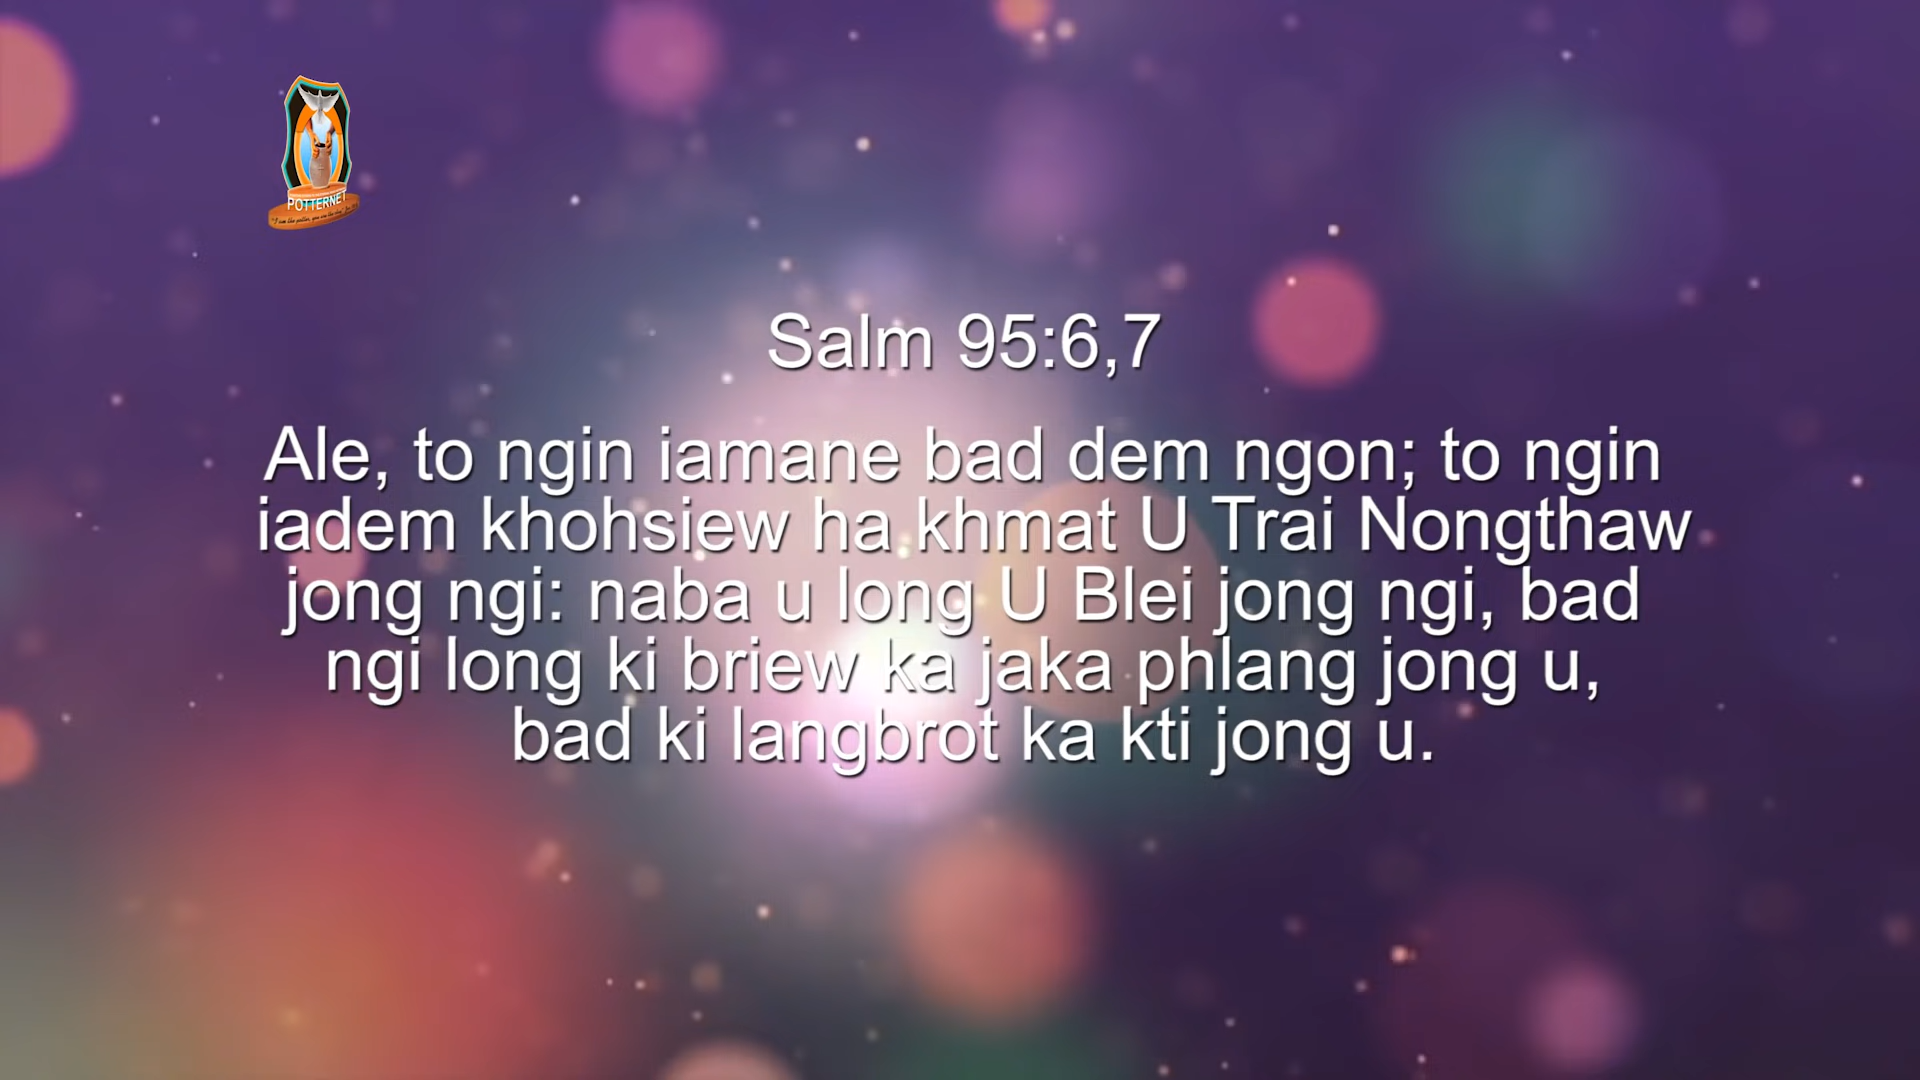 POTTERNET
Salm 95:6,7
Ale, to ngin iamane bad dem ngon; to ngin
iadem khohsiew ha khmat U Trai Nongthaw
jong ngi: naba u long U Blei jong ngi, bad
ngi long ki briew ka jaka phlang jong u,
bad ki langbrot ka kti jong u.